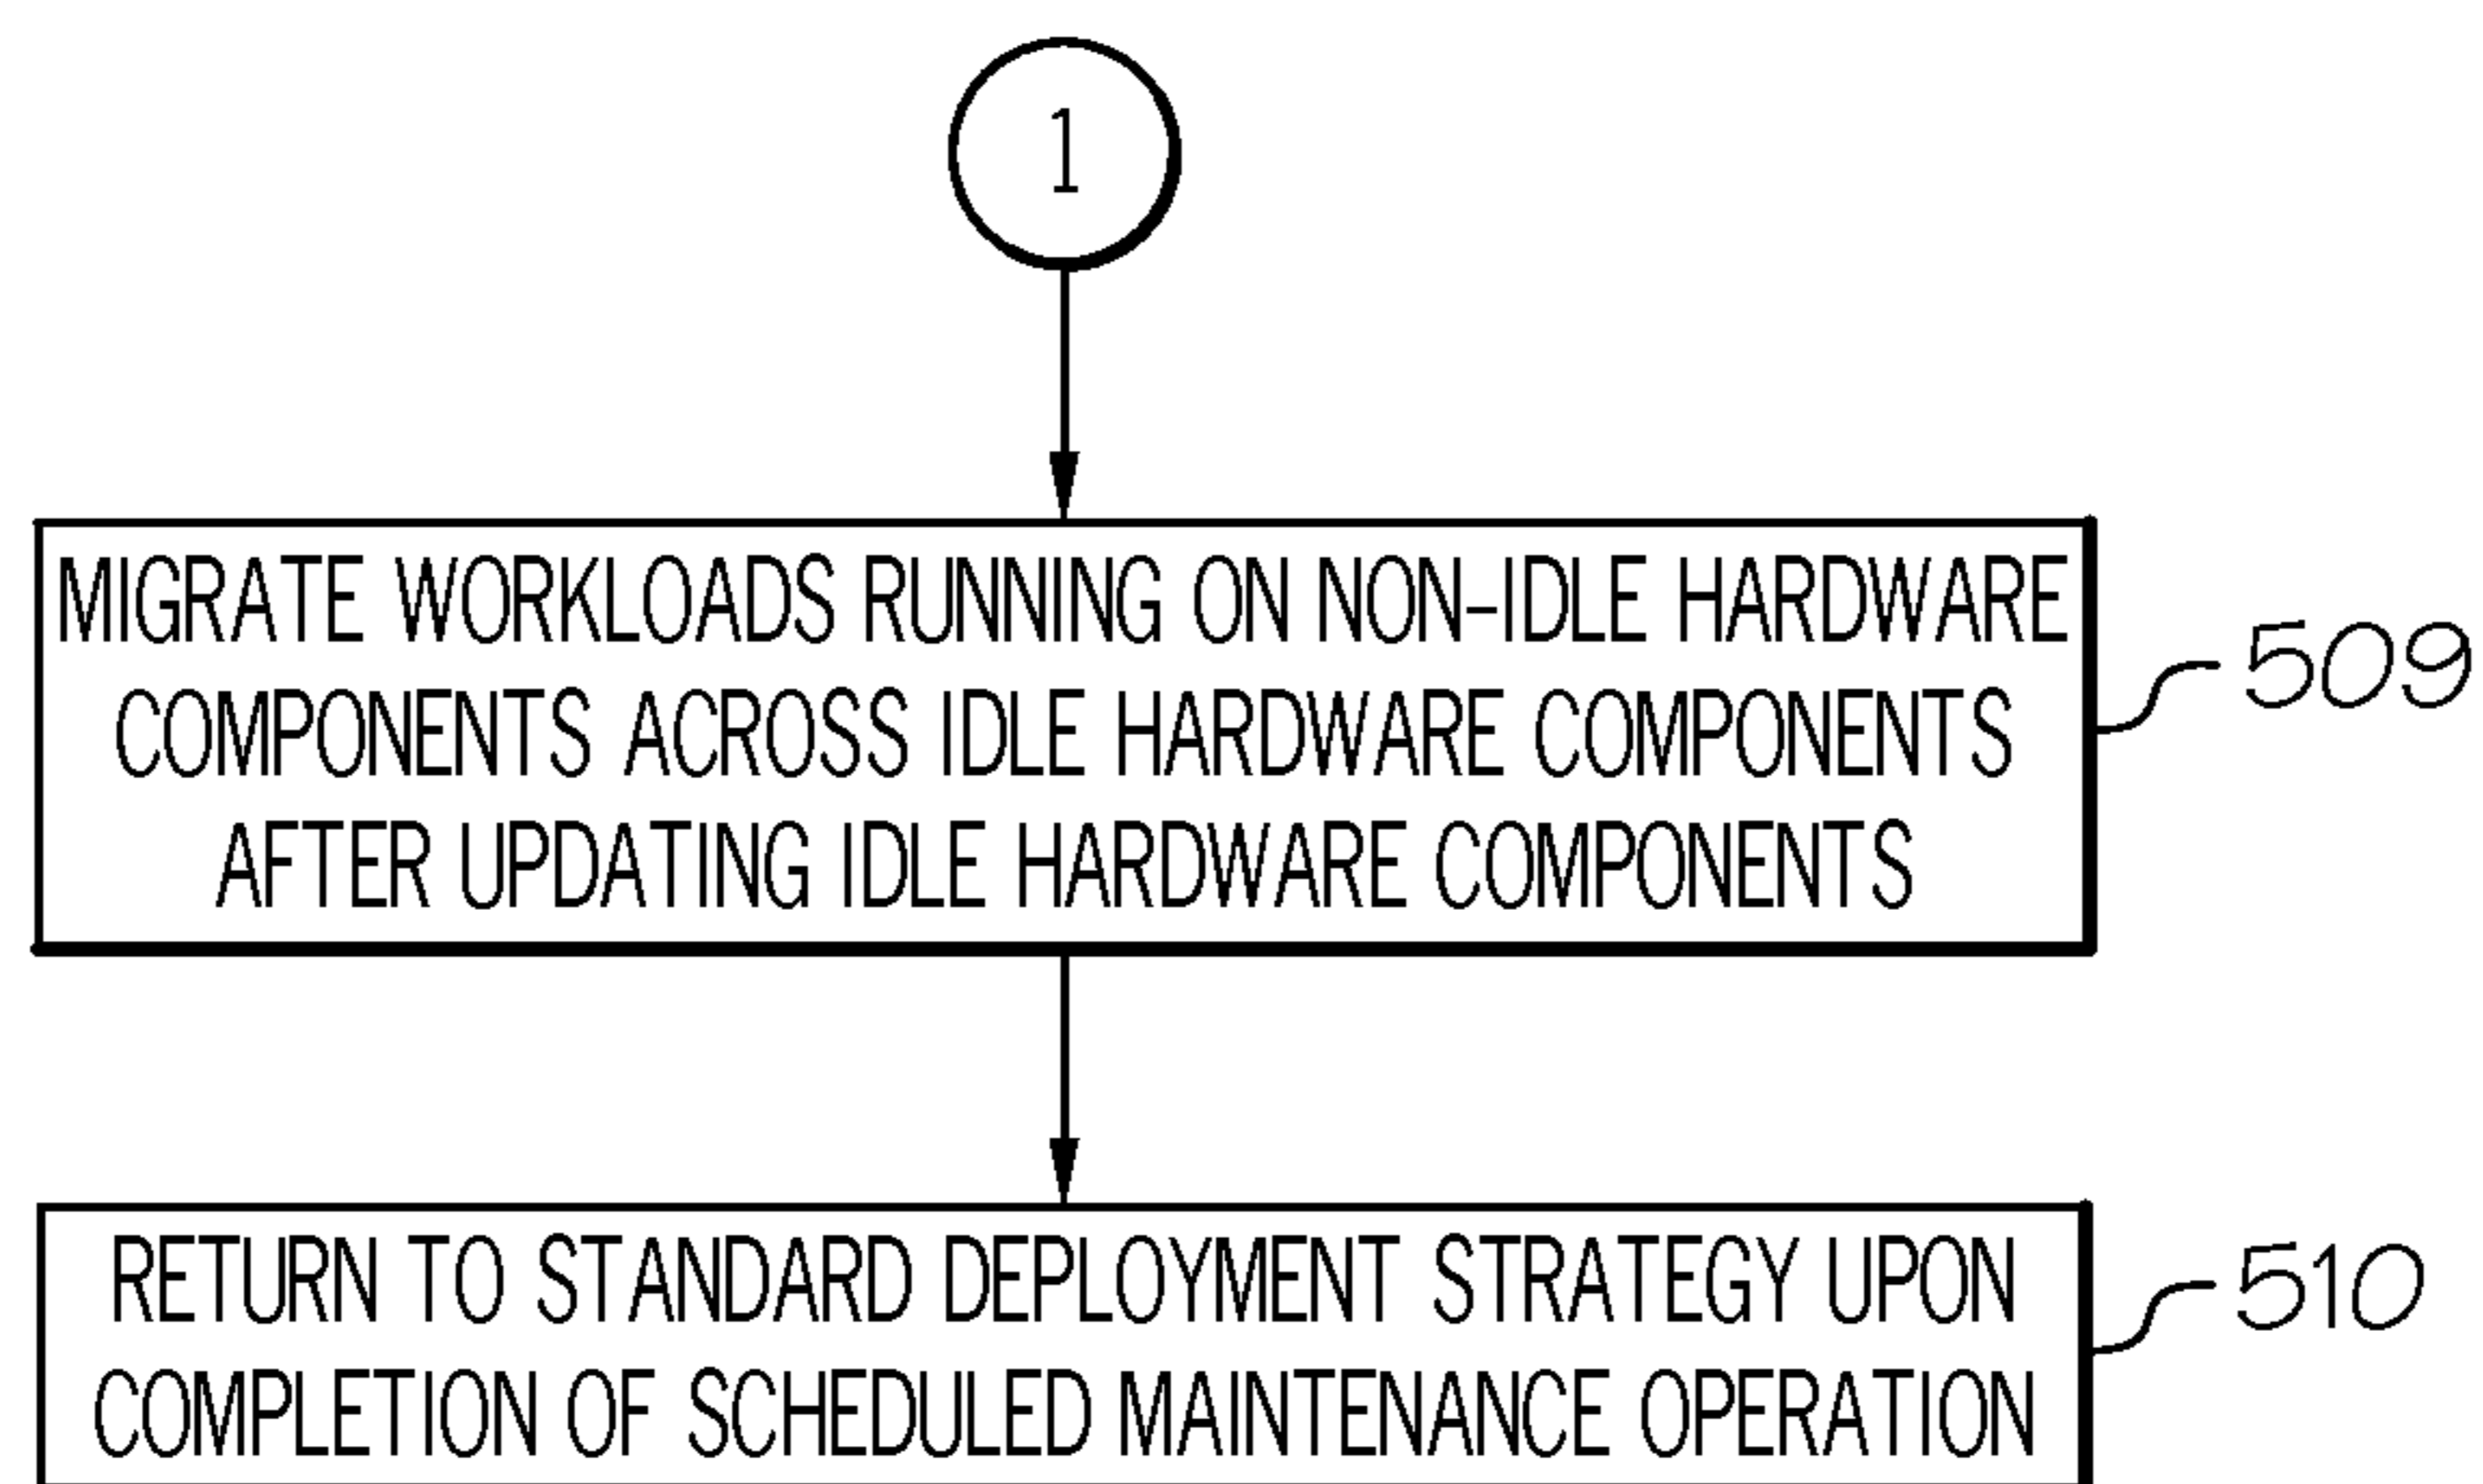 1
MIGRATE WORKLOADS RUNNING ON NON-IDLE HARDWARE
COMPONENTS ACROSS IDLE HARDWARE COMPONENTS
AFTER UPDATING IDLE HARDWARE COMPONENTS
509
RETURN TO STANDARD DEPLOYMENT STRATEGY UPON
COMPLETION OF SCHEDULED MAINTENANCE OPERATION
510